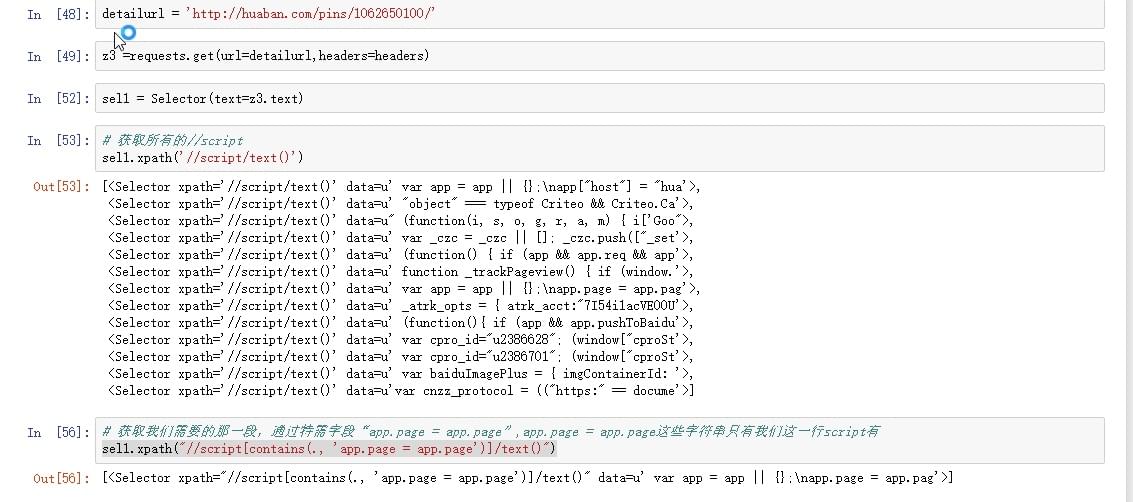 In [48]: detailurl = 'http://huaban.com/pins/1062650100/'
In [49]: z3 =requests.get(url=detailurl,headers=headers)
In [52]: sel1 = Selector(text=z3.text)
In [53]: # 获取所有的//script
sel1.xpath('//script/text()')
Out[53]: [<Selector xpath='//script/text()' data=u' var app = app || {};\napp["host"] = "hua'>,
<Selector xpath='//script/text()' data=u' "object" === typeof Criteo && Criteo.Ca'>,
<Selector xpath='//script/text()' data=u" (function(i, s, o, g, r, a, m) { i['Goo">,
<Selector xpath='//script/text()' data=u' var _czc = _czc || []; _czc.push(["_set'>,
<Selector xpath='//script/text()' data=u' (function() { if (app && app.req && app'>,
<Selector xpath='//script/text()' data=u' function _trackPageview() { if (window.'>,
<Selector xpath='//script/text()' data=u' var app = app || {};\napp.page = app.pag'>,
<Selector xpath='//script/text()' data=u' _atrk_opts = { atrk_acct:"7I54i1acVE00U'>,
<Selector xpath='//script/text()' data=u' (function(){ if (app && app.pushToBaidu'>,
<Selector xpath='//script/text()' data=u' var cpro_id="u2386628"; (window["cproSt'>,
<Selector xpath='//script/text()' data=u' var cpro_id="u2386701"; (window["cproSt'>,
<Selector xpath='//script/text()' data=u' var baiduImagePlus = { imgContainerId: '>,
<Selector xpath='//script/text()' data=u'var cnzz_protocol = (("https:" == docume'>]
In [56]: # 获取我们需要的那一段，通过特需字段“app.page = app.page”,app.page = app.page这些字符串只有我们这一行script有
sel1.xpath("//script[contains(., 'app.page = app.page')]/text()")
Out[56]: [<Selector xpath="//script[contains(., 'app.page = app.page')]/text()" data=u' var app = app || {};\napp.page = app.pag'>]